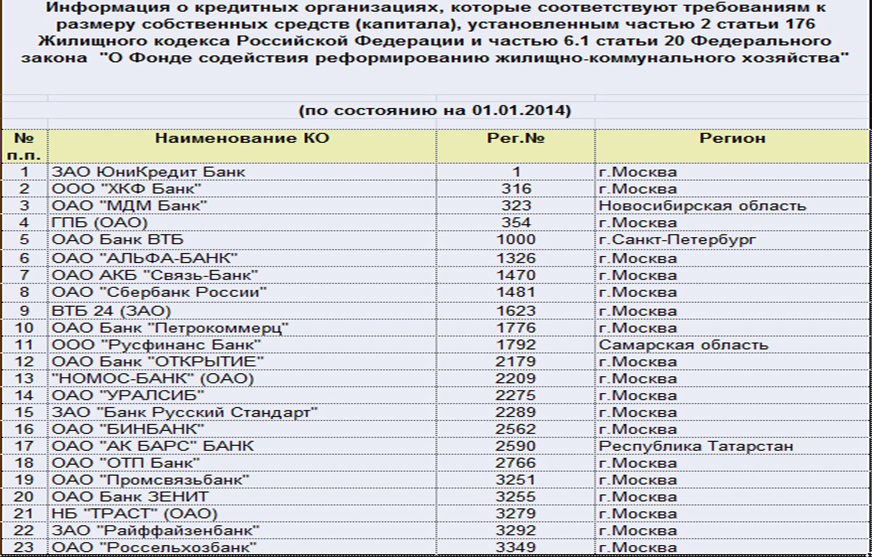 Информация о кредитных организациях, которые соответствуют требованиям к
размеру собственных средств (капитала), установленным частью 2 статьи 176
Жилищного кодекса Российской Федерации и частью 6.1 статьи 20 Федерального
закона "О Фонде содействия реформированию жилищно-коммунального хозяйства"
(по состоянию на 01.01.2014)
№ п.п. Наименование КО Рег.№ Регион
1 ЗАО ЮниКредит Банк 1 г.Москва
2 ООО "ХКФ Банк" 316 г.Москва
3 ОАО "МДМ Банк" 323 Новосибирская область
4 ГПБ (ОАО) 354 г.Москва
5 ОАО Банк ВТБ 1000 г.Санкт-Петербург
6 ОАО "АЛЬФА-БАНК" 1326 г.Москва
7 ОАО АКБ "Связь-Банк" 1470 г.Москва
8 ОАО "Сбербанк России" 1481 г.Москва
9 ВТБ 24 (ЗАО) 1623 г.Москва
10 ОАО Банк "Петрокоммерц" 1776 г.Москва
11 ООО "Русфинанс Банк" 1792 Самарская область
12 ОАО Банк "ОТКРЫТИЕ" 2179 г.Москва
13 "НОМОС-БАНК" (ОАО) 2209 г.Москва
14 ОАО "УРАЛСИБ" 2275 г.Москва
15 ЗАО "Банк Русский Стандарт" 2289 г.Москва
16 ОАО "БИНБАНК" 2562 г.Москва
17 ОАО "АК БАРС" БАНК 2590 Республика Татарстан
18 ОАО "ОТП Банк" 2766 г.Москва
19 ОАО "Промсвязьбанк" 3251 г.Москва
20 ОАО Банк ЗЕНИТ 3255 г.Москва
21 НБ "ТРАСТ" (ОАО) 3279 г.Москва
22 ЗАО "Райффайзенбанк" 3292 г.Москва
23 ОАО "Россельхозбанк" 3349 г.Москва